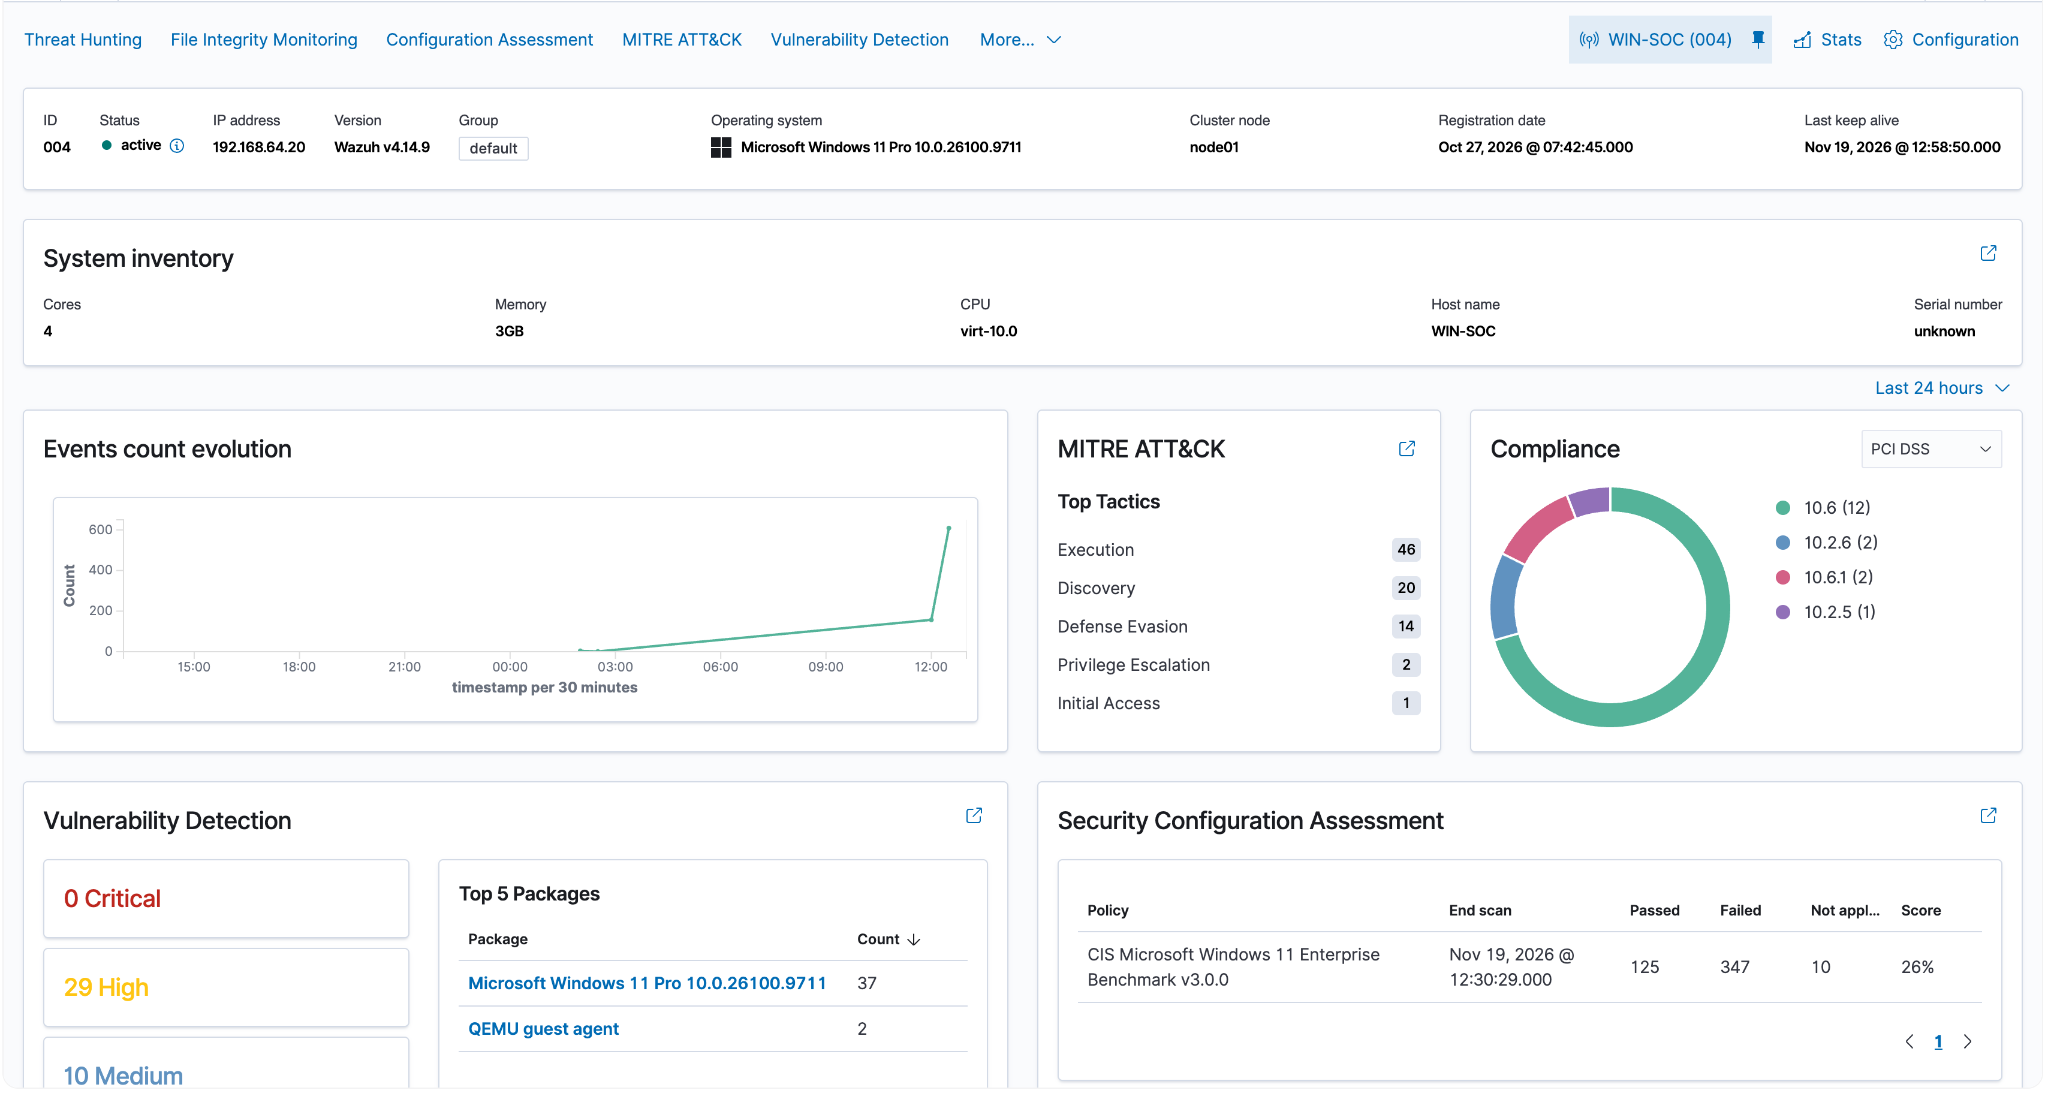 Threat Hunting File Integrity Monitoring Configuration Assessment MITRE ATT&CK Vulnerability Detection More... WIN-SOC (004) Stats Configuration
ID Status IP address Version Group Operating system Cluster node Registration date Last keep alive
004 active 192.168.64.20 Wazuh v4.14.9 default Microsoft Windows 11 Pro 10.0.26100.9711 node01 Oct 27, 2026 @ 07:42:45.000 Nov 19, 2026 @ 12:58:50.000
System inventory
Cores Memory CPU Host name Serial number
4 3GB virt-10.0 WIN-SOC unknown
Last 24 hours
Events count evolution
Count
600
400
200
0
15:00 18:00 21:00 00:00 03:00 06:00 09:00 12:00
timestamp per 30 minutes
MITRE ATT&CK
Top Tactics
Execution 46
Discovery 20
Defense Evasion 14
Privilege Escalation 2
Initial Access 1
Compliance PCI DSS
10.6 (12)
10.2.6 (2)
10.6.1 (2)
10.2.5 (1)
Vulnerability Detection
0 Critical
29 High
10 Medium
Top 5 Packages
Package Count
Microsoft Windows 11 Pro 10.0.26100.9711 37
QEMU guest agent 2
Security Configuration Assessment
Policy End scan Passed Failed Not appl... Score
CIS Microsoft Windows 11 Enterprise Nov 19, 2026 @ 125 347 10 26%
Benchmark v3.0.0 12:30:29.000
1